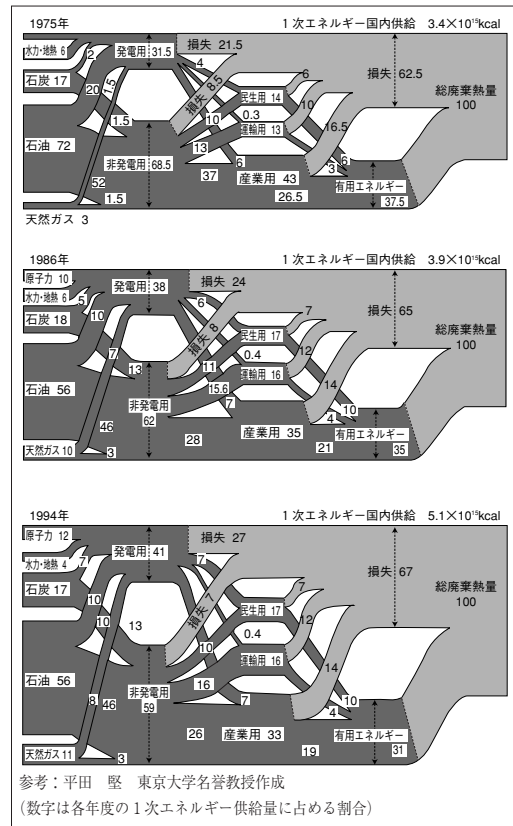 1975年
1次エネルギー国内供給 3.4×10¹⁵kcal
水力・地熱 6
2
発電用 31.5
損失 21.5
4
石炭 17
20
1.5
損失 8.5
民生用 14
6
10
損失 62.5
総廃棄熱量
100
1.5
10
0.3
運輸用 13
16.5
石油 72
13
非発電用 68.5
6
3
6
有用エネルギー
37.5
37
産業用 43
52
26.5
1.5
天然ガス 3
1986年
1次エネルギー国内供給 3.9×10¹⁵kcal
原子力 10
発電用 38
損失 24
水力・地熱 6
5
6
石炭 18
10
損失 8
7
民生用 17
損失 65
総廃棄熱量
100
7
0.4
12
13
11
運輸用 16
石油 56
14
15.6
非発電用
62
7
10
4
46
28
産業用 35
21
有用エネルギー
35
天然ガス 10
3
1994年
1次エネルギー国内供給 5.1×10¹⁵kcal
原子力 12
発電用 41
損失 27
水力・地熱 4
7
7
石炭 17
10
損失 7
7
民生用 17
損失 67
総廃棄熱量
100
10
13
0.4
12
10
運輸用 16
石油 56
14
16
非発電用
59
8
46
7
10
4
26
産業用 33
19
有用エネルギー
31
天然ガス 11
3
参考：平田 堅 東京大学名誉教授作成
（数字は各年度の1次エネルギー供給量に占める割合）